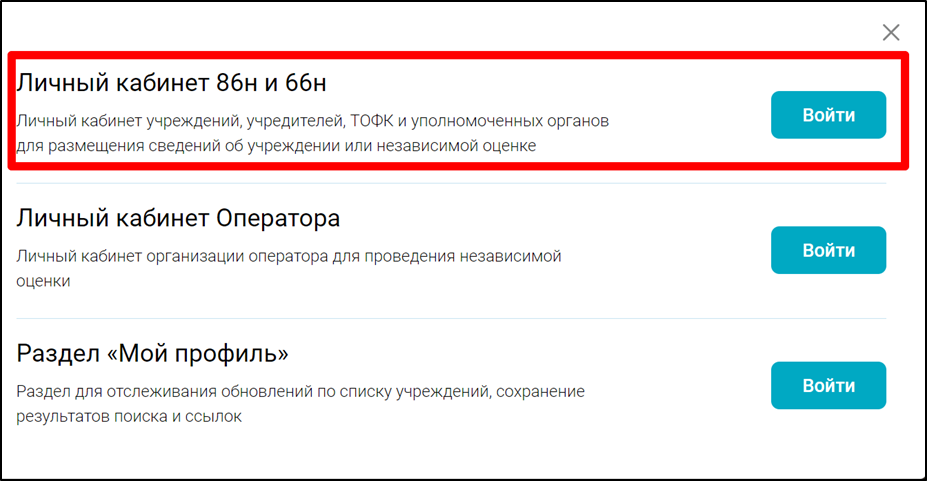 Личный кабинет 86н и 66н
Личный кабинет учреждений, учредителей, ТОФК и уполномоченных органов
для размещения сведений об учреждении или независимой оценке
Войти
Личный кабинет Оператора
Личный кабинет организации оператора для проведения независимой
оценки
Войти
Раздел «Мой профиль»
Раздел для отслеживания обновлений по списку учреждений, сохранение
результатов поиска и ссылок
Войти